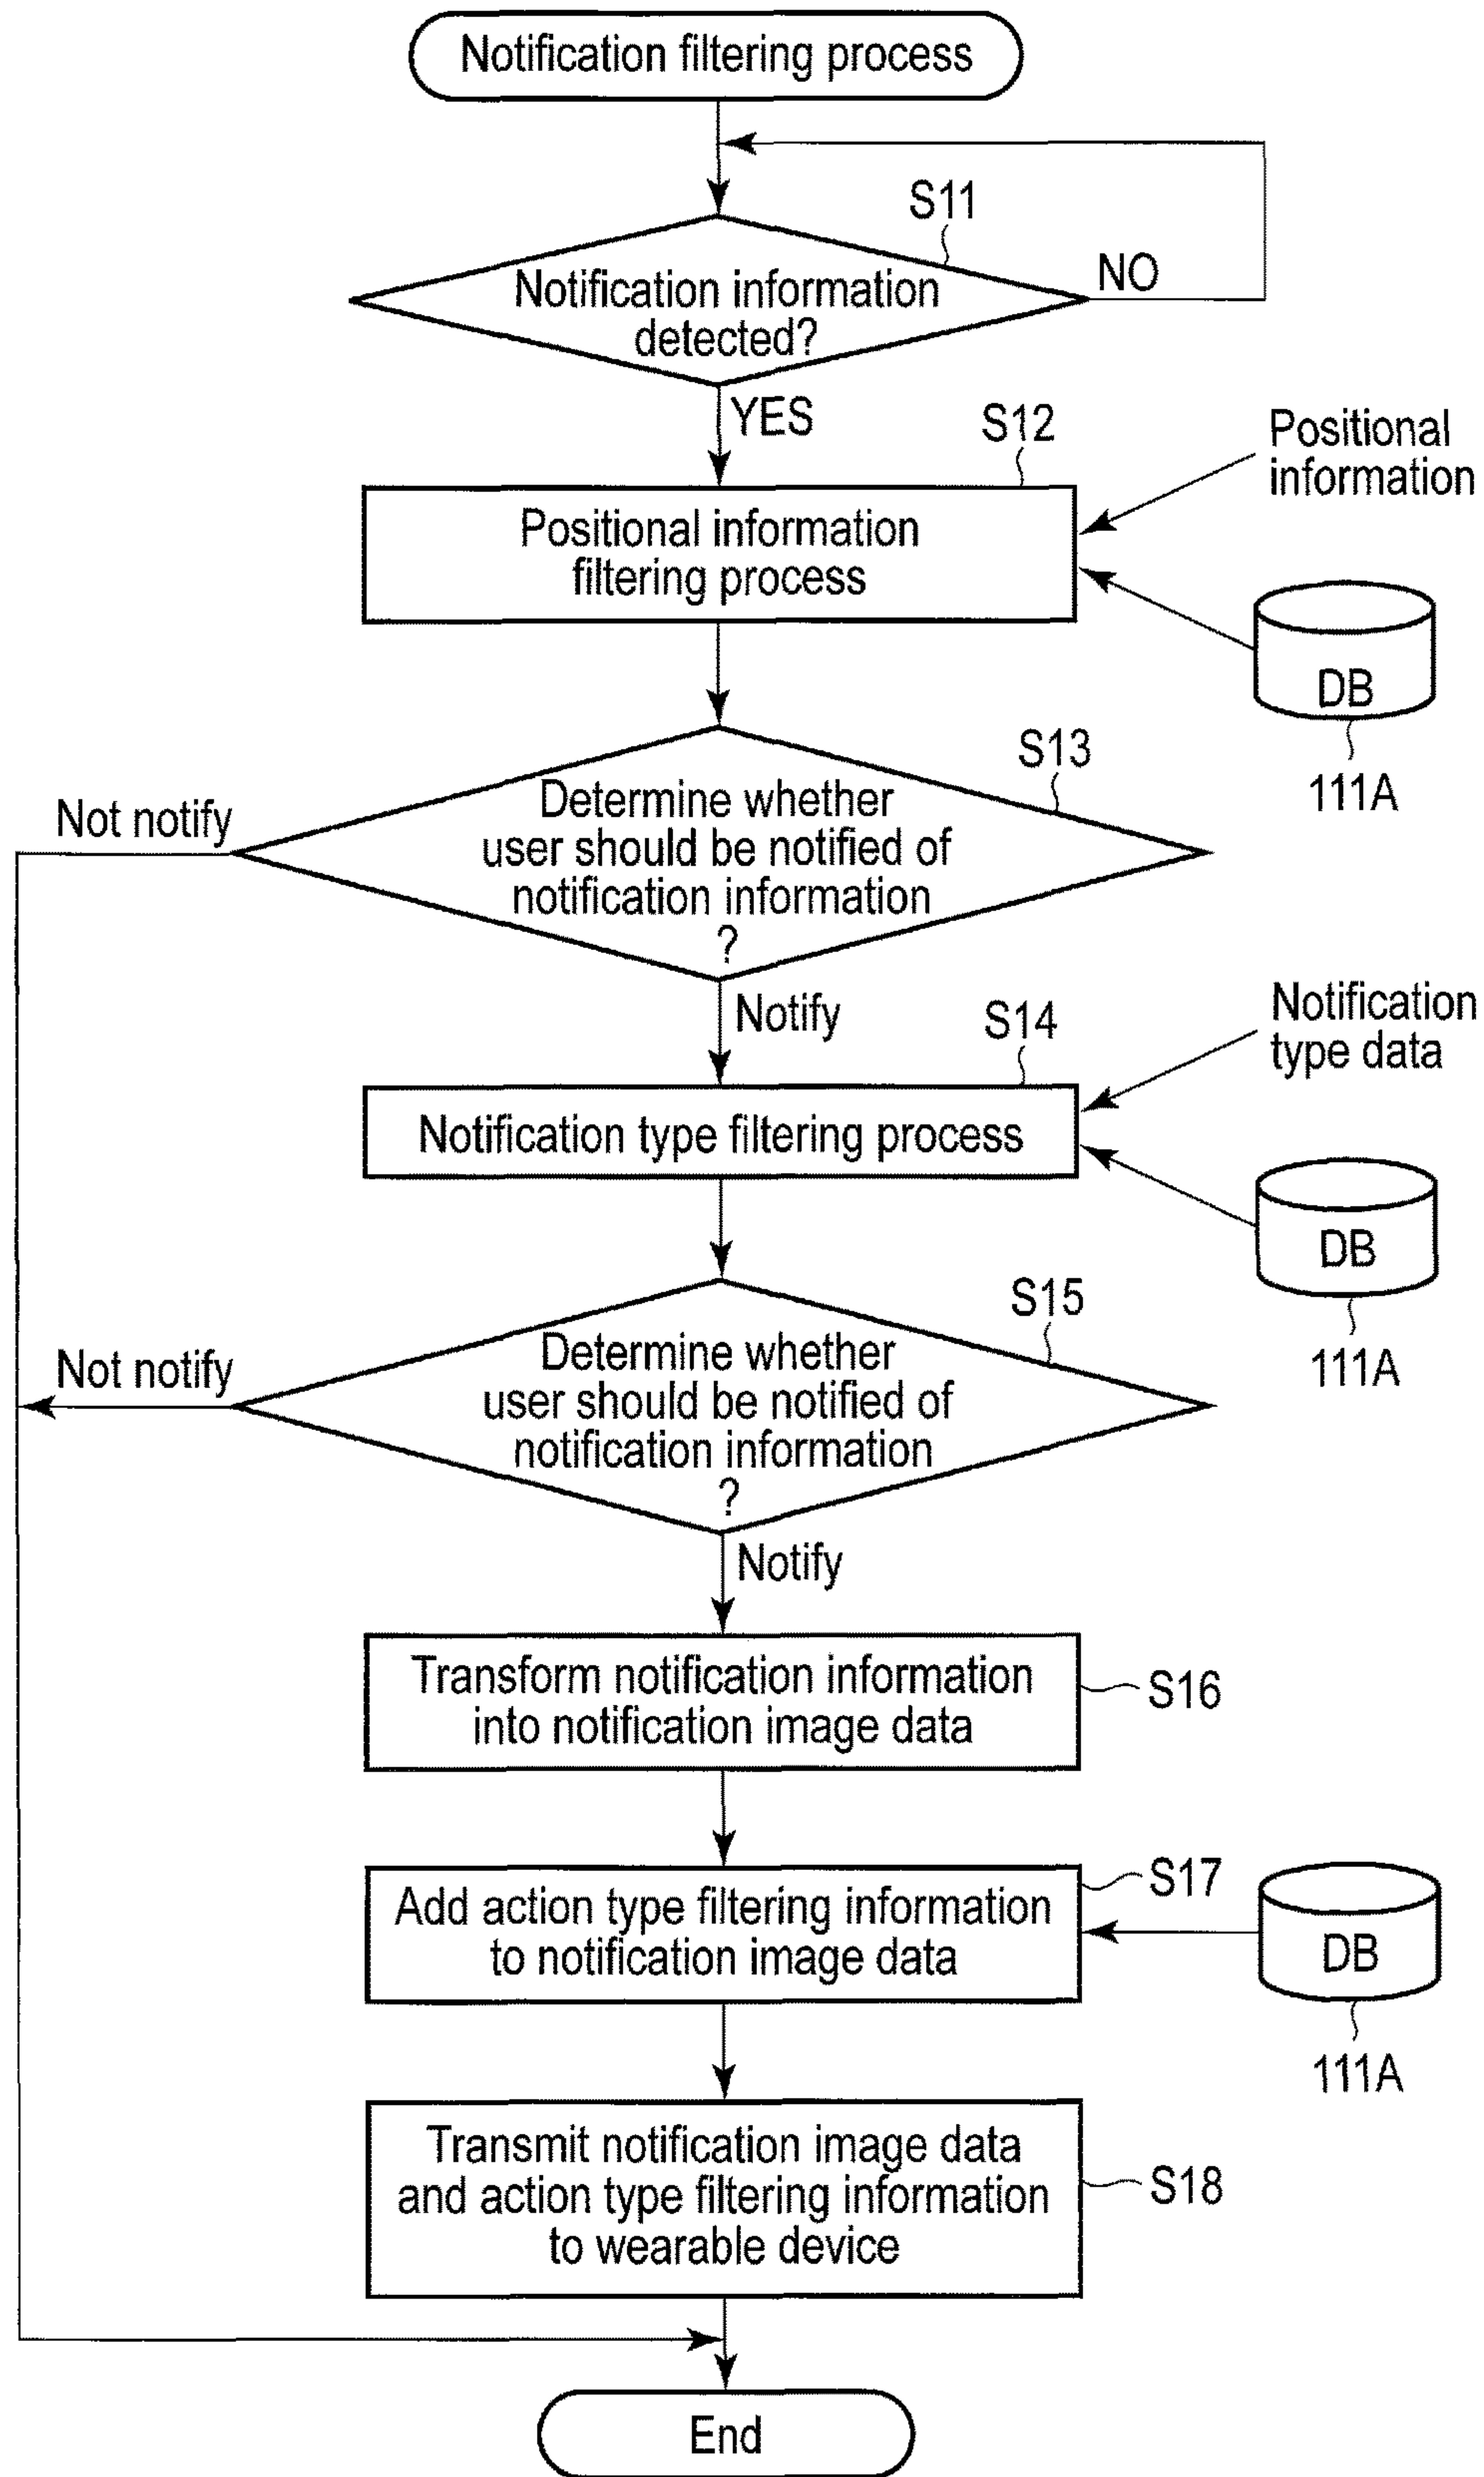 Notification filtering process
S11
Notification information
detected?
NO
YES
S12
Positional
information
Positional information
filtering process
DB
111A
S13
Not notify
Determine whether
user should be notified of
notification information
?
Notify
S14
Notification
type data
Notification type filtering process
DB
111A
S15
Not notify
Determine whether
user should be notified of
notification information
?
Notify
Transform notification information
into notification image data
S16
S17
Add action type filtering information
to notification image data
DB
111A
Transmit notification image data
and action type filtering information
to wearable device
S18
End